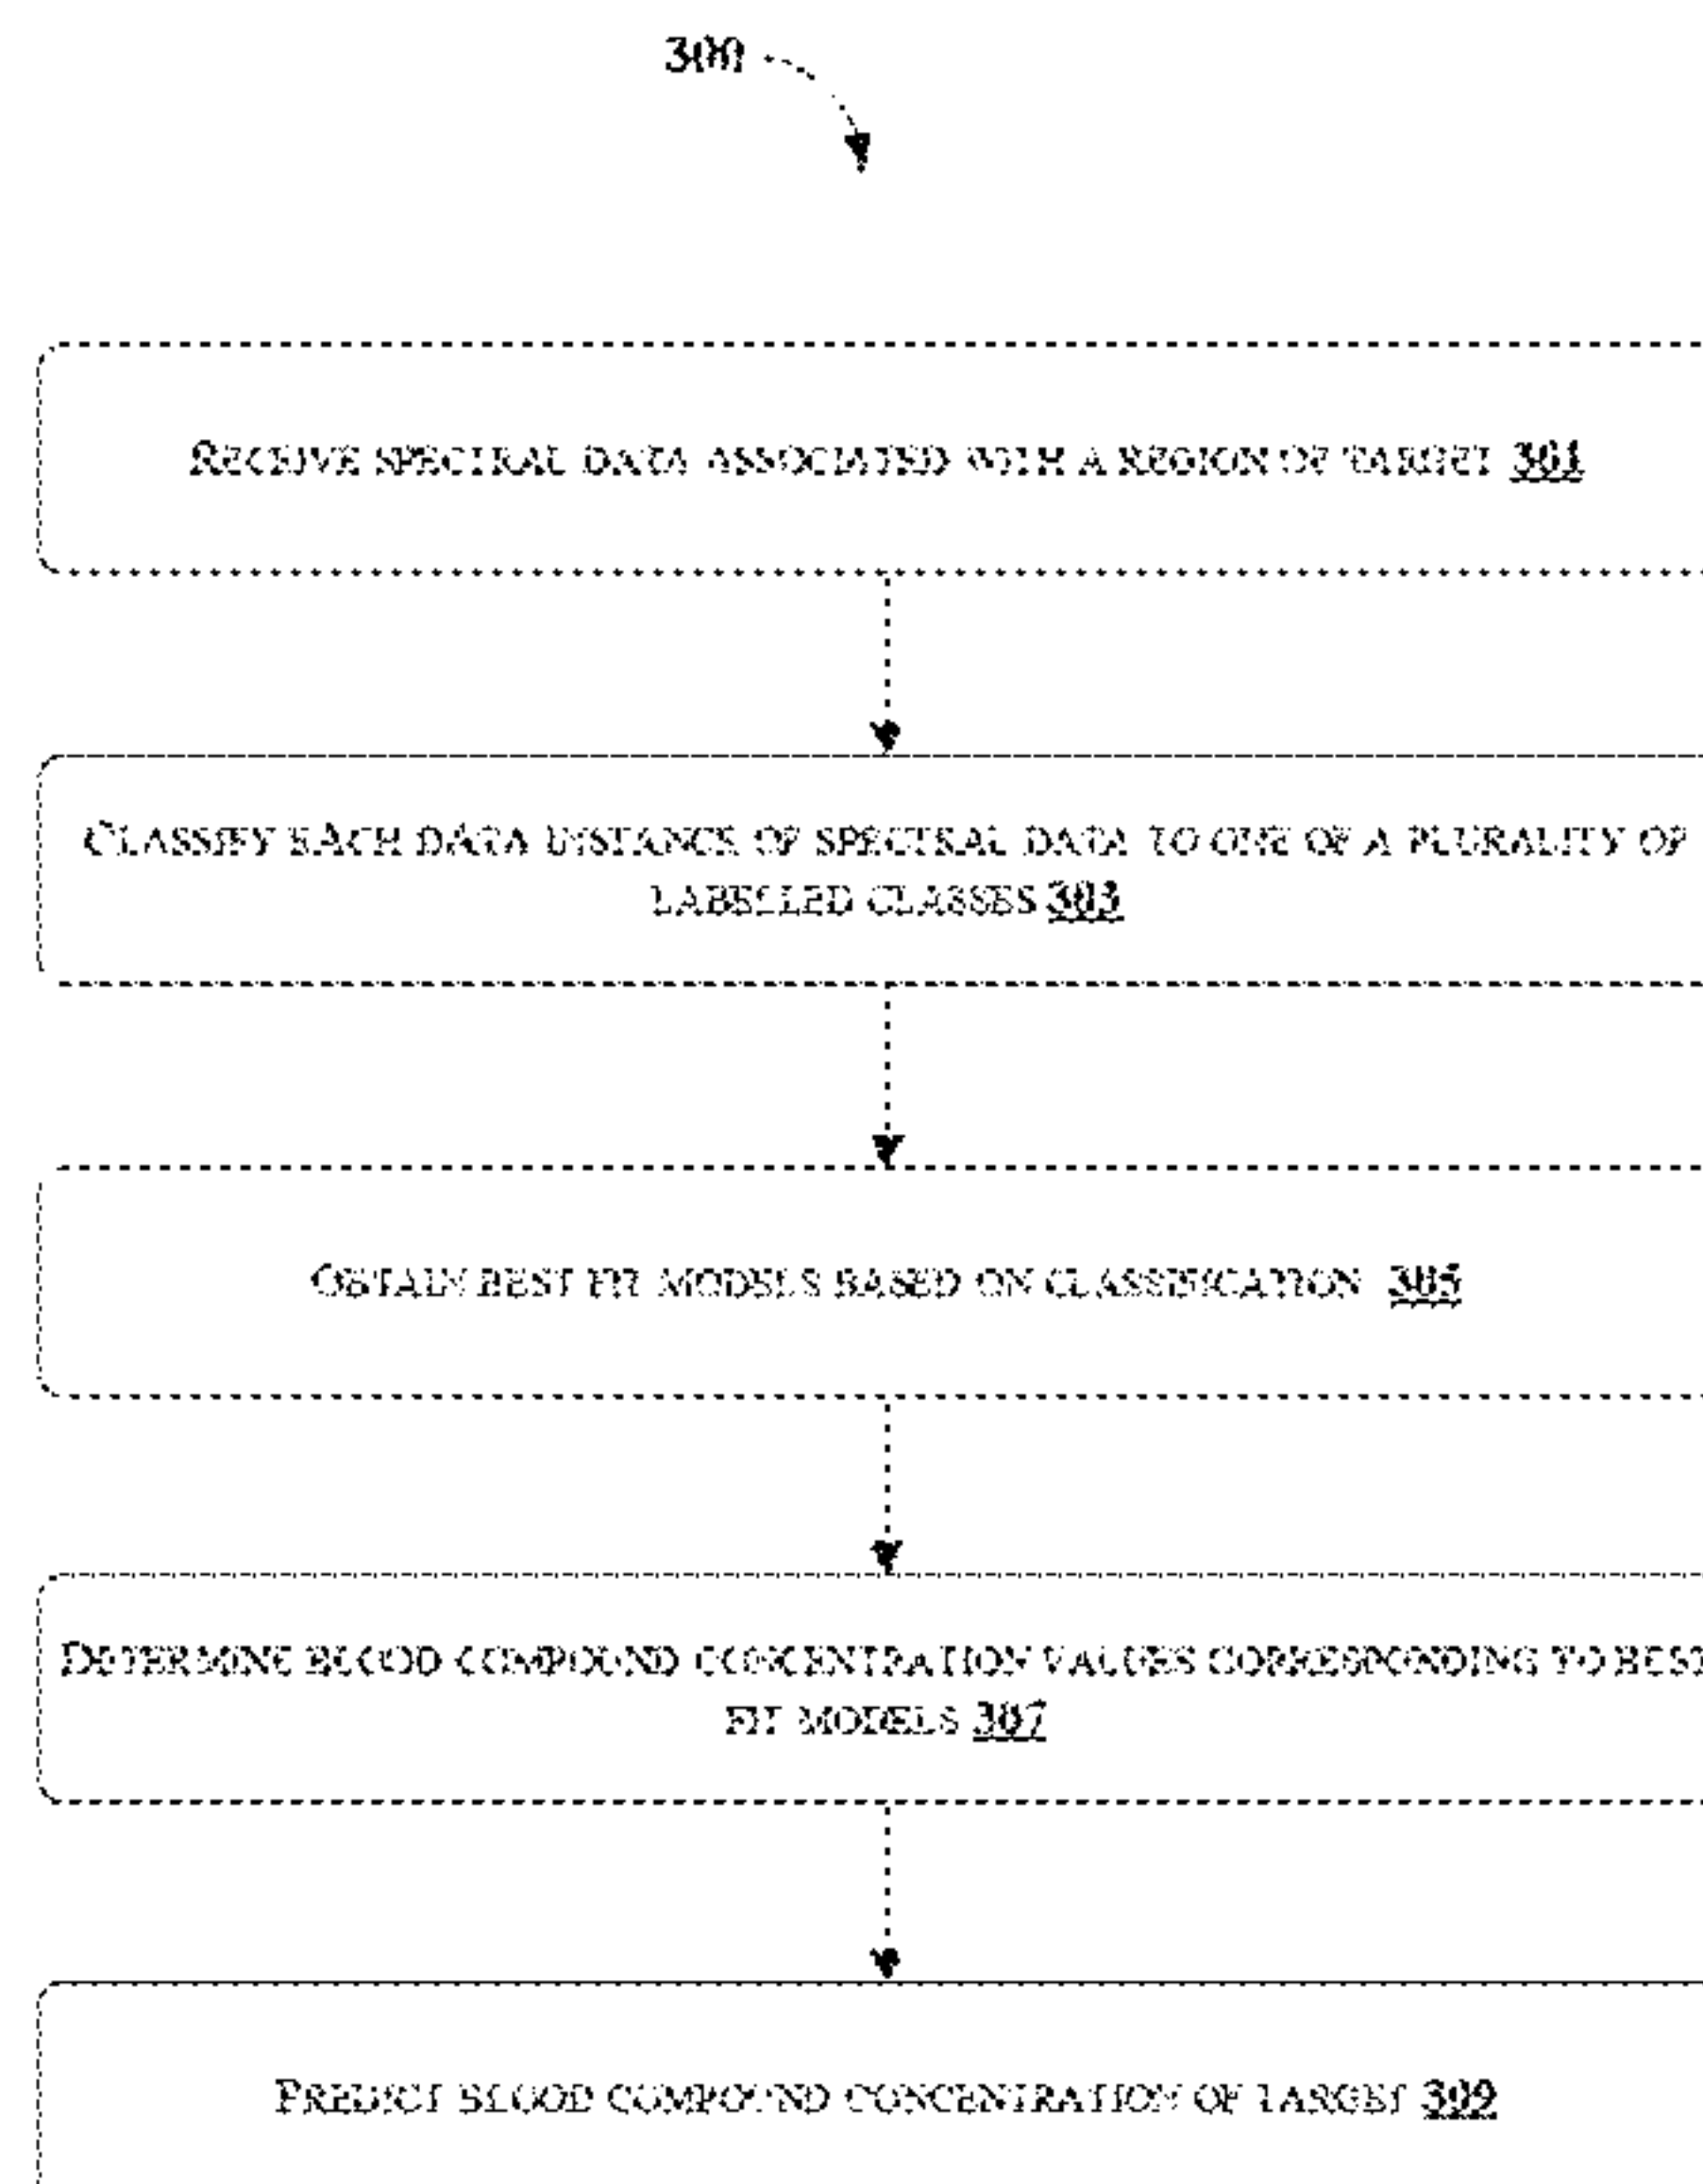 300
RECEIVE SPECTRAL DATA ASSOCIATED WITH A REGION OF TARGET 301
CLASSIFY EACH DATA INSTANCE OF SPECTRAL DATA TO ONE OF A PLURALITY OF
LABELLED CLASSES 303
OBTAIN BEST FIT MODELS BASED ON CLASSIFICATION 305
DETERMINE BLOOD COMPOUND CONCENTRATION VALUES CORRESPONDING TO BEST
FIT MODELS 307
PREDICT BLOOD COMPOUND CONCENTRATION OF TARGET 309